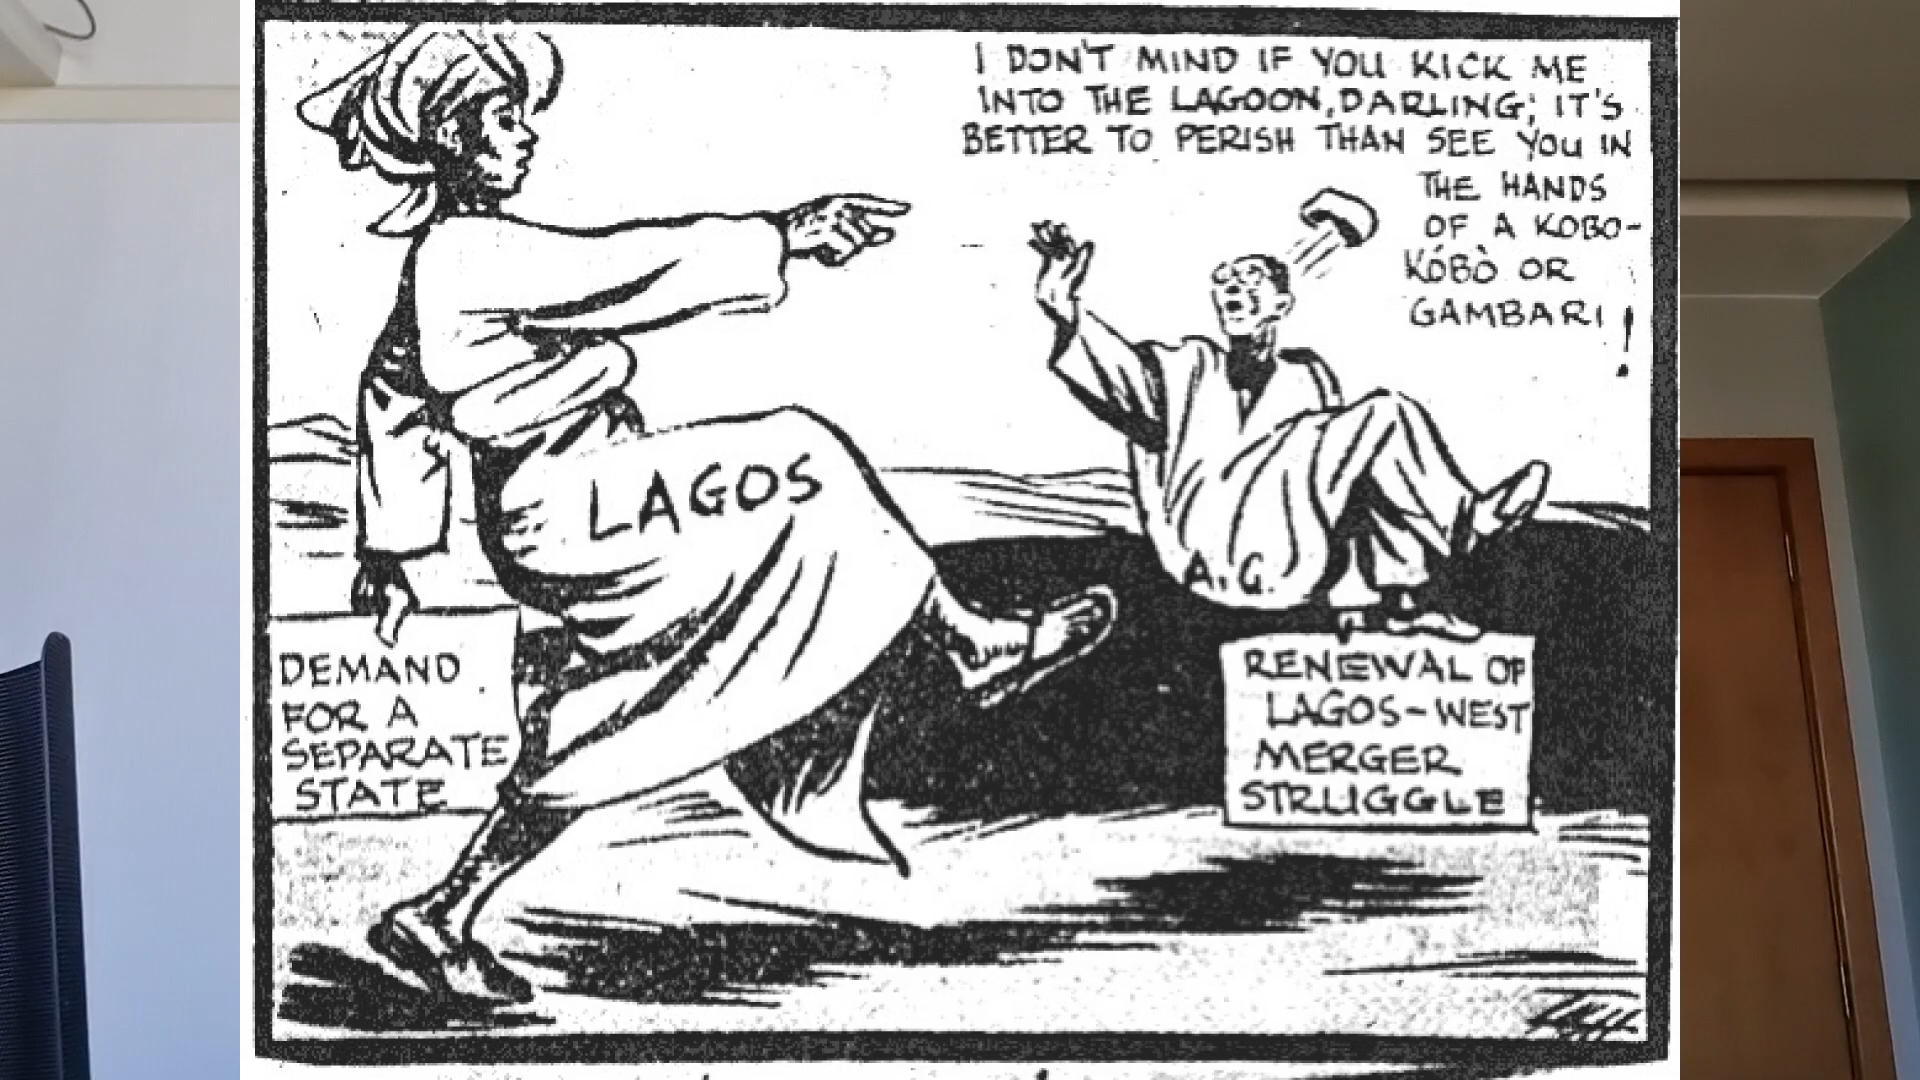 I DON'T MIND IF YOU KICK ME
INTO THE LAGOON, DARLING; IT'S
BETTER TO PERISH THAN SEE YOU IN
THE HANDS
OF A KOBO-
KÓBÒ OR
GAMBARI!
LAGOS
A.G.
DEMAND
FOR A
SEPARATE
STATE
RENEWAL OF
LAGOS-WEST
MERGER
STRUGGLE